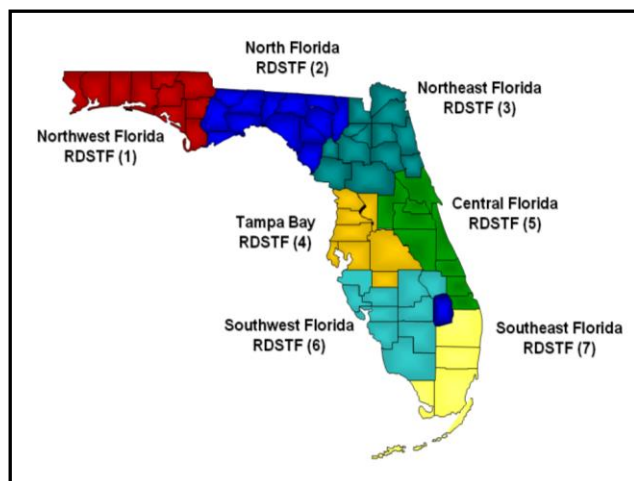 North Florida
RDSTF (2)
Northeast Florida
RDSTF (3)
Northwest Florida
RDSTF (1)
Tampa Bay
RDSTF (4)
Central Florida
RDSTF (5)
Southwest Florida
RDSTF (6)
Southeast Florida
RDSTF (7)